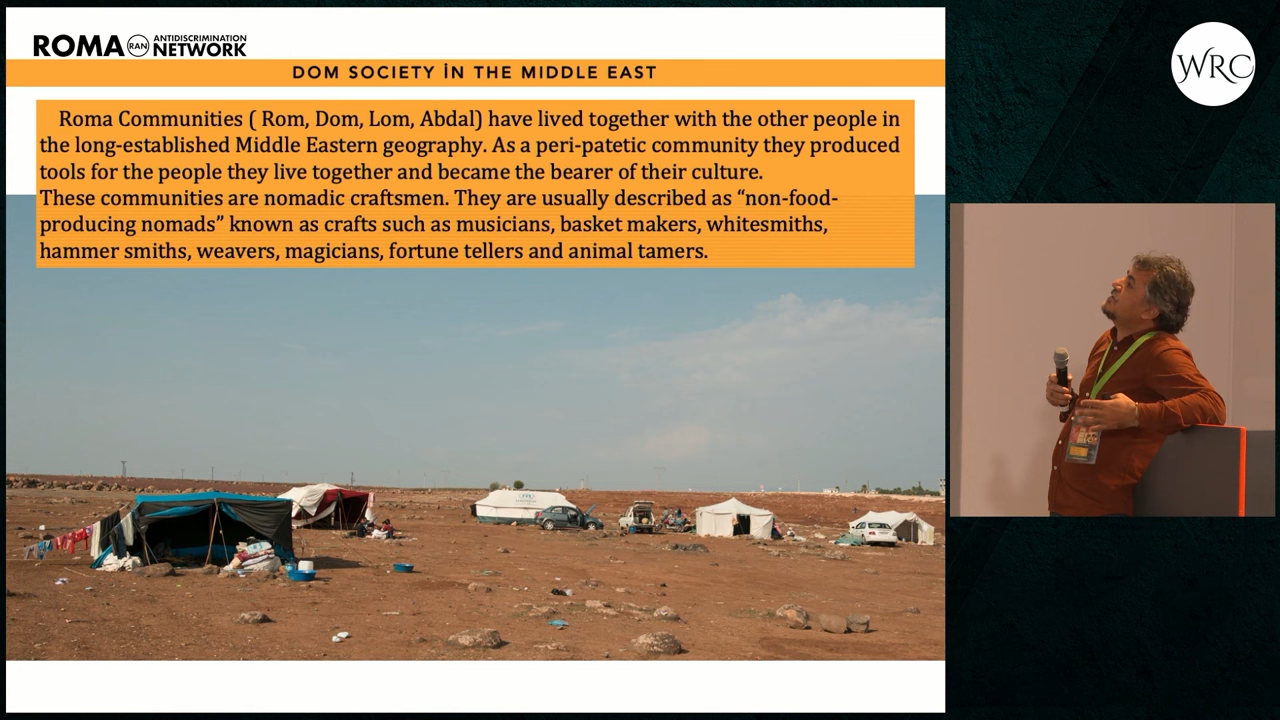 ROMA RAN ANTIDISCRIMINATION NETWORK
DOM SOCIETY İN THE MIDDLE EAST
Roma Communities ( Rom, Dom, Lom, Abdal) have lived together with the other people in
the long-established Middle Eastern geography. As a peri-patetic community they produced
tools for the people they live together and became the bearer of their culture.
These communities are nomadic craftsmen. They are usually described as “non-food-
producing nomads” known as crafts such as musicians, basket makers, whitesmiths,
hammer smiths, weavers, magicians, fortune tellers and animal tamers.
WRC